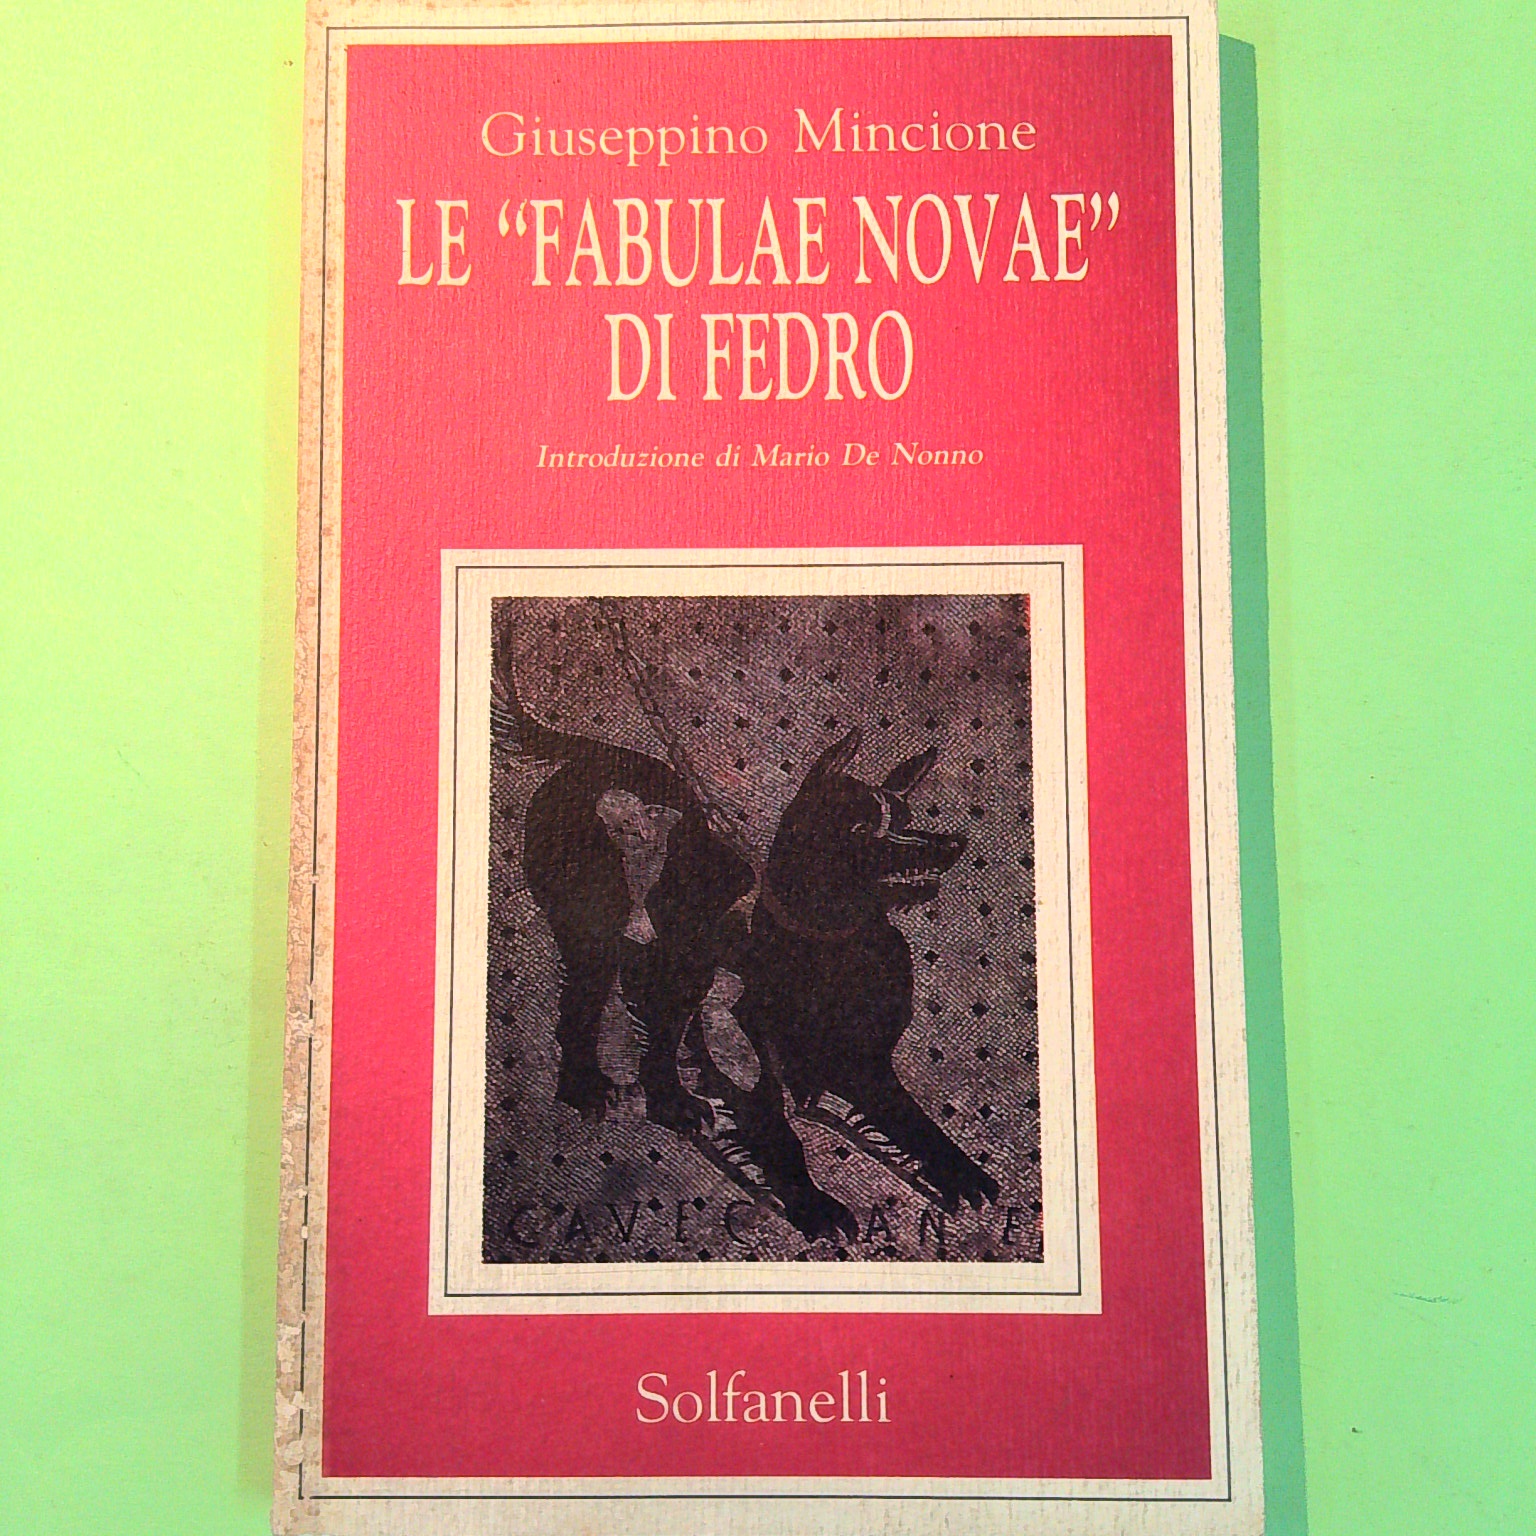 Giuseppino Mincione
LE “FABULAE NOVAE”
DI FEDRO
Introduzione di Mario De Nonno
CAVE CANE
Solfanelli